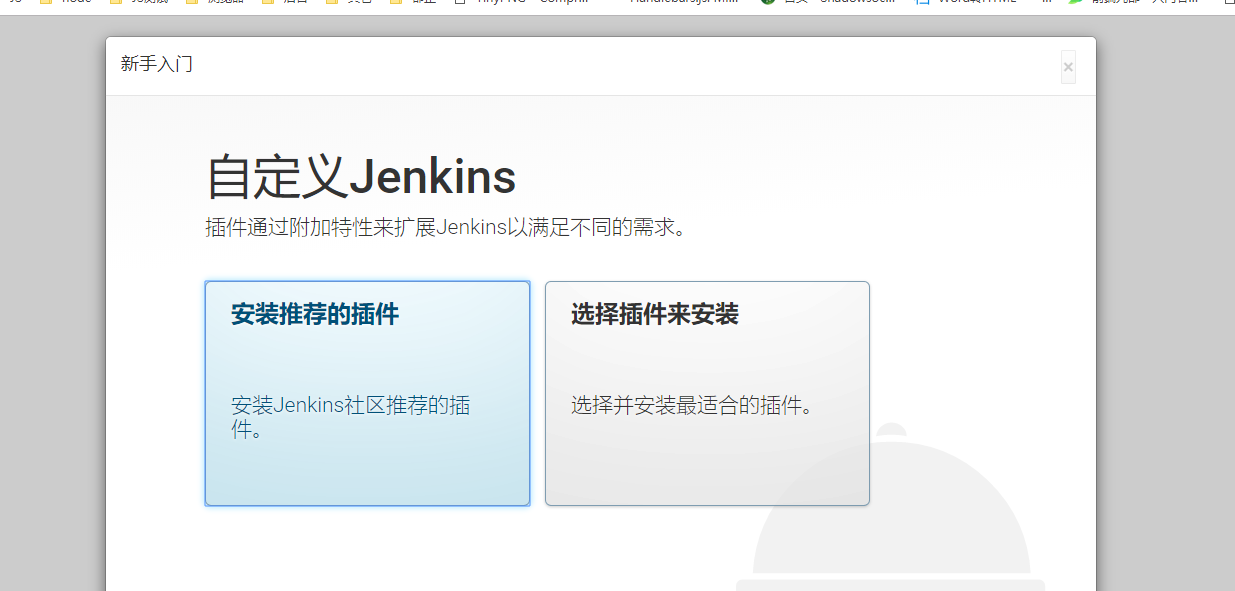 新手入门
×
自定义Jenkins
插件通过附加特性来扩展Jenkins以满足不同的需求。
安装推荐的插件
安装Jenkins社区推荐的插
件。
选择插件来安装
选择并安装最适合的插件。